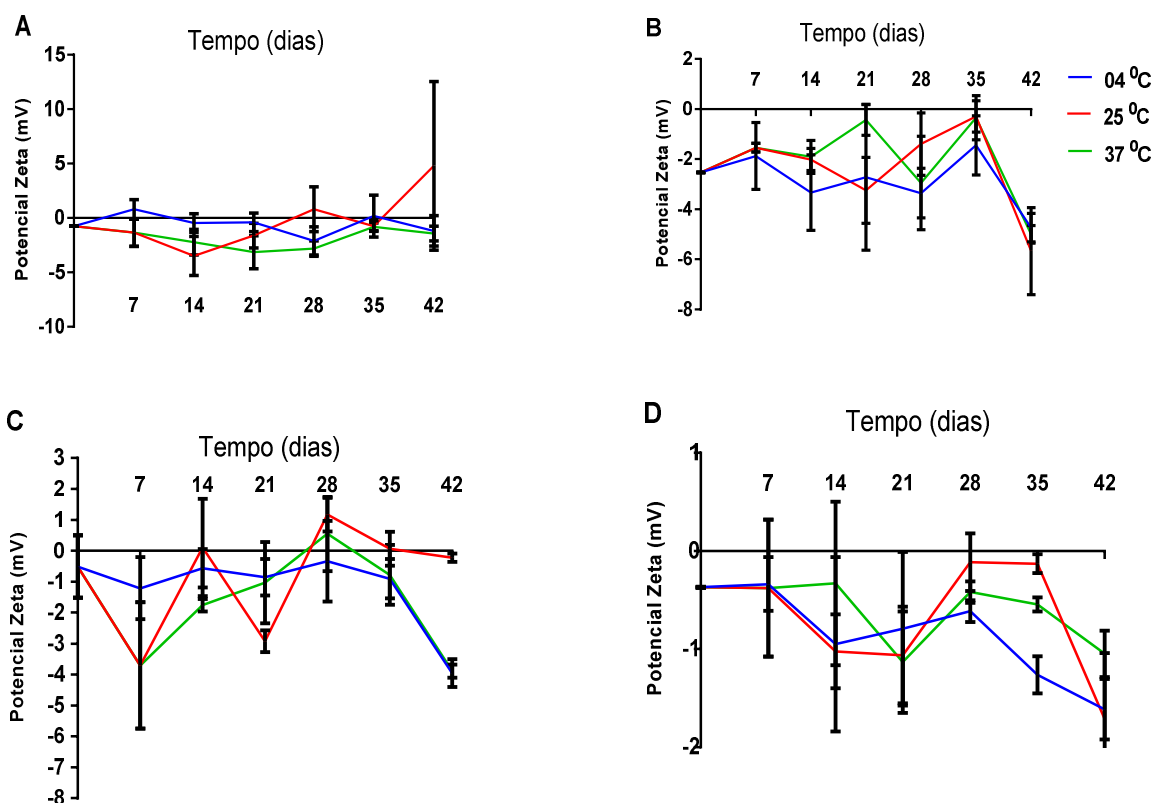 A
Tempo (dias)
15
10
5
0
-5
-10
Potencial Zeta (mV)
7 14 21 28 35 42
B
Tempo (dias)
2
0
-2
-4
-6
-8
Potencial Zeta (mV)
7 14 21 28 35 42
04 ⁰C
25 ⁰C
37 ⁰C
C
Tempo (dias)
3
2
1
0
-1
-2
-3
-4
-5
-6
-7
-8
Potencial Zeta (mV)
7 14 21 28 35 42
D
Tempo (dias)
1
0
-1
-2
Potencial Zeta (mV)
7 14 21 28 35 42